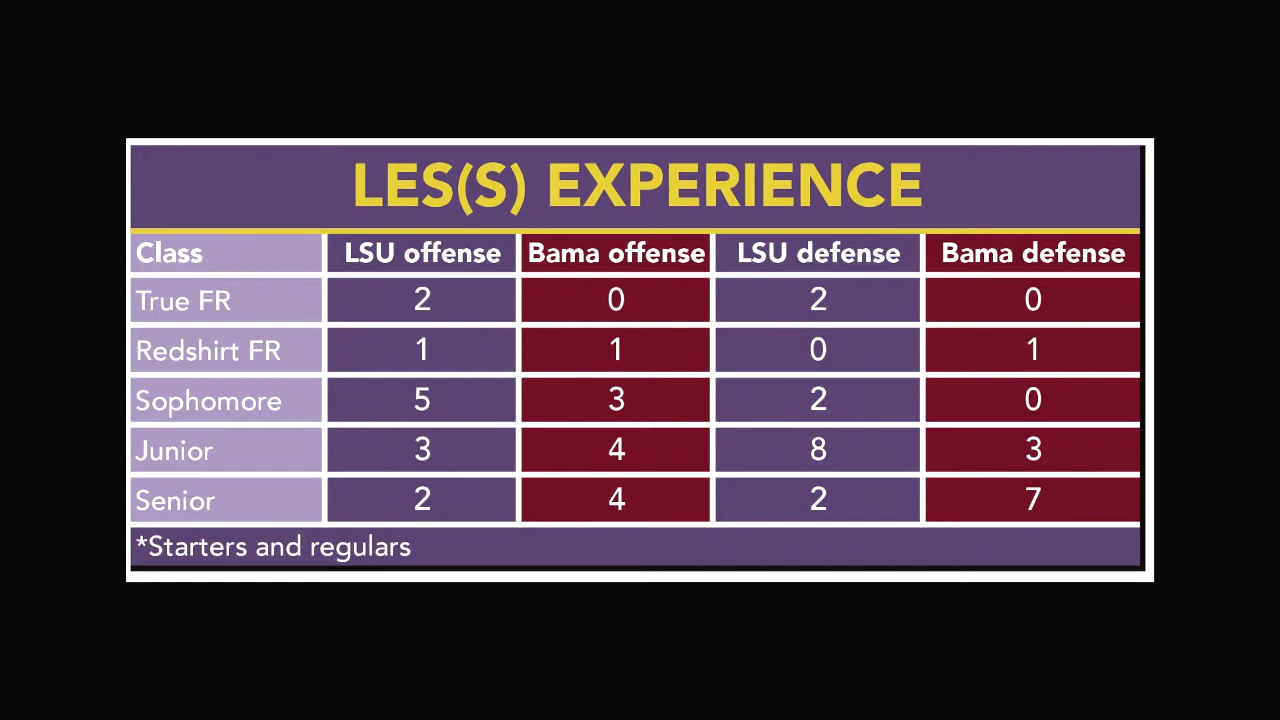 LES(S) EXPERIENCE
Class LSU offense Bama offense LSU defense Bama defense
True FR 2 0 2 0
Redshirt FR 1 1 0 1
Sophomore 5 3 2 0
Junior 3 4 8 3
Senior 2 4 2 7
*Starters and regulars